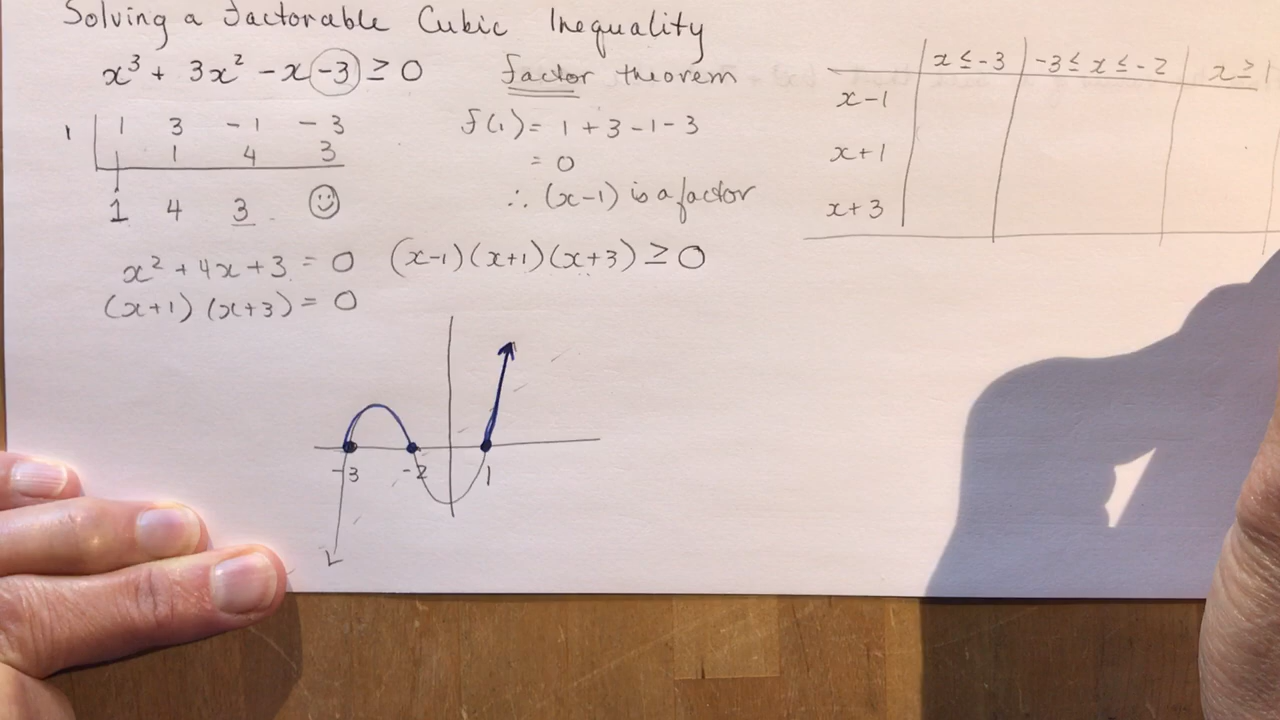 Solving a Factorable Cubic Inequality
x³ + 3x² - x - 3 ≥ 0
1 | 1 3 -1 -3
1 4 3
1 4 3 ☺
x² + 4x + 3 = 0
(x+1) (x+3) = 0
factor theorem
f(1) = 1 + 3 - 1 - 3
= 0
∴ (x-1) is a factor
(x-1)(x+1)(x+3) ≥ 0
-3 -2 1
x ≤ -3 -3 ≤ x ≤ -2 x ≥ 1
x-1
x+1
x+3